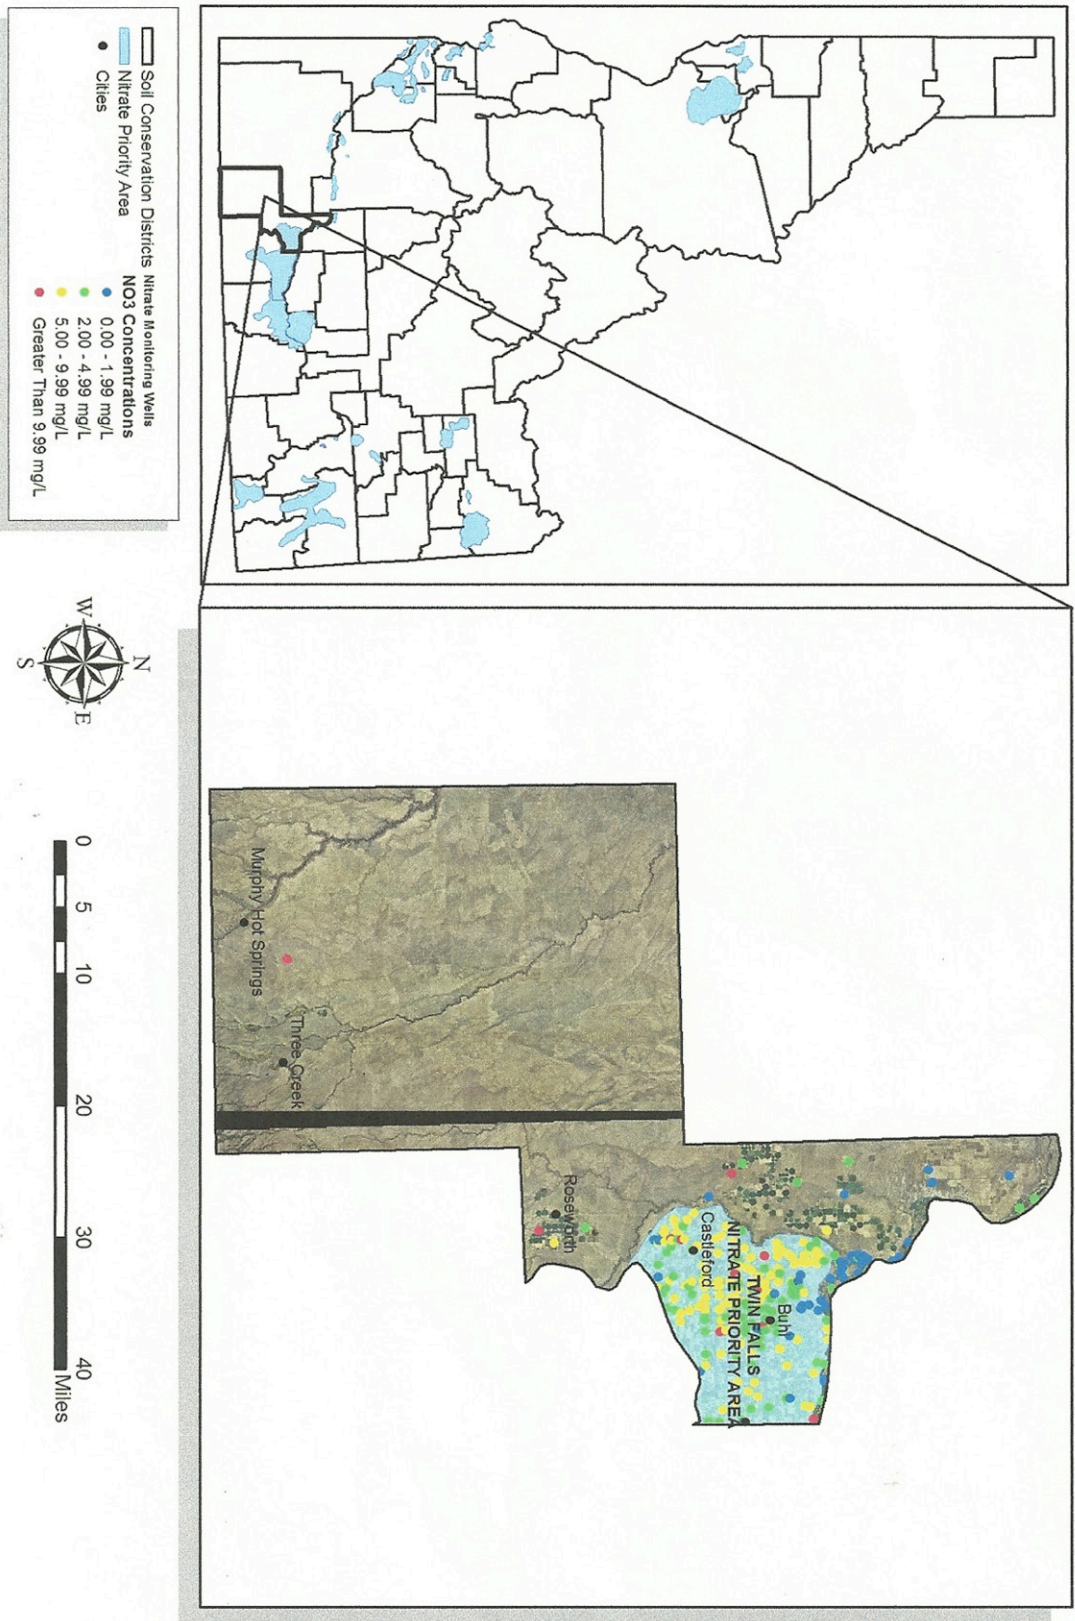 Soil Conservation Districts
Nitrate Priority Area
Cities
Nitrate Monitoring Wells
NO3 Concentrations
0.00 - 1.99 mg/L
2.00 - 4.99 mg/L
5.00 - 9.99 mg/L
Greater Than 9.99 mg/L
N
W
E
S
0
5
10
20
30
40
Miles
Buhl
TWIN FALLS
NITRATE PRIORITY AREA
Castleford
Roseworth
Three Creek
Murphy Hot Springs